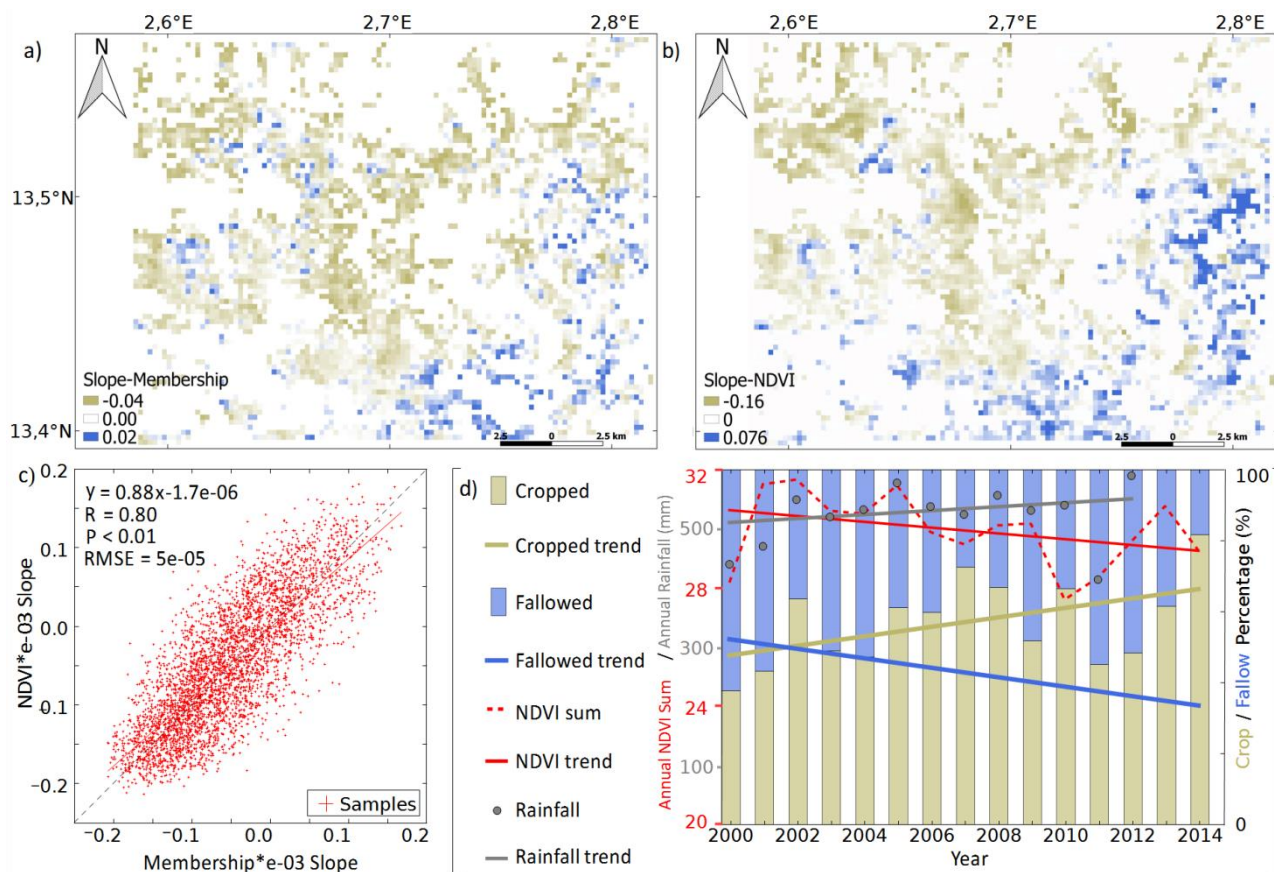 2,6°E 2,7°E 2,8°E
a) N
13,5°N
13,4°N
Slope-Membership
-0.04
0.00
0.02
2.5 0 2.5 km
2,6°E 2,7°E 2,8°E
b) N
Slope-NDVI
-0.16
0
0.076
2.5 0 2.5 km
c)
0.2
0.1
0.0
-0.1
-0.2
NDVI*e-03 Slope
y = 0.88x-1.7e-06
R = 0.80
P < 0.01
RMSE = 5e-05
Samples
-0.2 -0.1 0.0 0.1 0.2
Membership*e-03 Slope
d)
Cropped
Cropped trend
Fallowed
Fallowed trend
NDVI sum
NDVI trend
Rainfall
Rainfall trend
Annual NDVI Sum / Annual Rainfall (mm)
32
28
24
20
500
300
100
2000 2002 2004 2006 2008 2010 2012 2014
Year
100
0
Crop / Fallow Percentage (%)